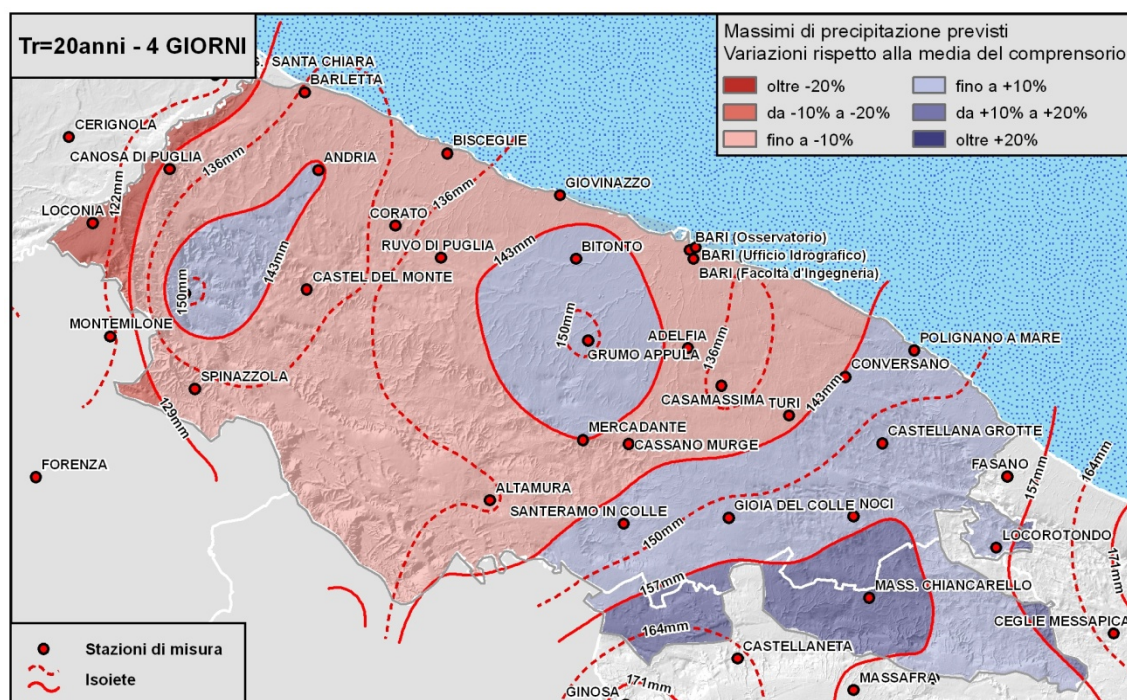 Tr=20anni - 4 GIORNI
Massimi di precipitazione previsti
Variazioni rispetto alla media del comprensorio
oltre -20%
da -10% a -20%
fino a -10%
fino a +10%
da +10% a +20%
oltre +20%
S. SANTA CHIARA
BARLETTA
CERIGNOLA
136mm
BISCEGLIE
CANOSA DI PUGLIA
ANDRIA
122mm
136mm
GIOVINAZZO
LOCONIA
CORATO
RUVO DI PUGLIA
143mm
BITONTO
BARI (Osservatorio)
BARI (Ufficio Idrografico)
BARI (Facoltà d'Ingegneria)
143mm
150mm
CASTEL DEL MONTE
150mm
MONTEMILONE
ADELFIA
GRUMO APPULA
136mm
POLIGNANO A MARE
CONVERSANO
SPINAZZOLA
CASAMASSIMA
TURI
143mm
129mm
MERCADANTE
CASSANO MURGE
CASTELLANA GROTTE
FORENZA
FASANO
157mm
164mm
ALTAMURA
SANTERAMO IN COLLE
GIOIA DEL COLLE
NOCI
150mm
LOCOROTONDO
171mm
157mm
MASS. CHIANCARELLO
164mm
CEGLIE MESSAPICA
CASTELLANETA
Stazioni di misura
Isoiete
171mm
GINOSA
MASSAFRA